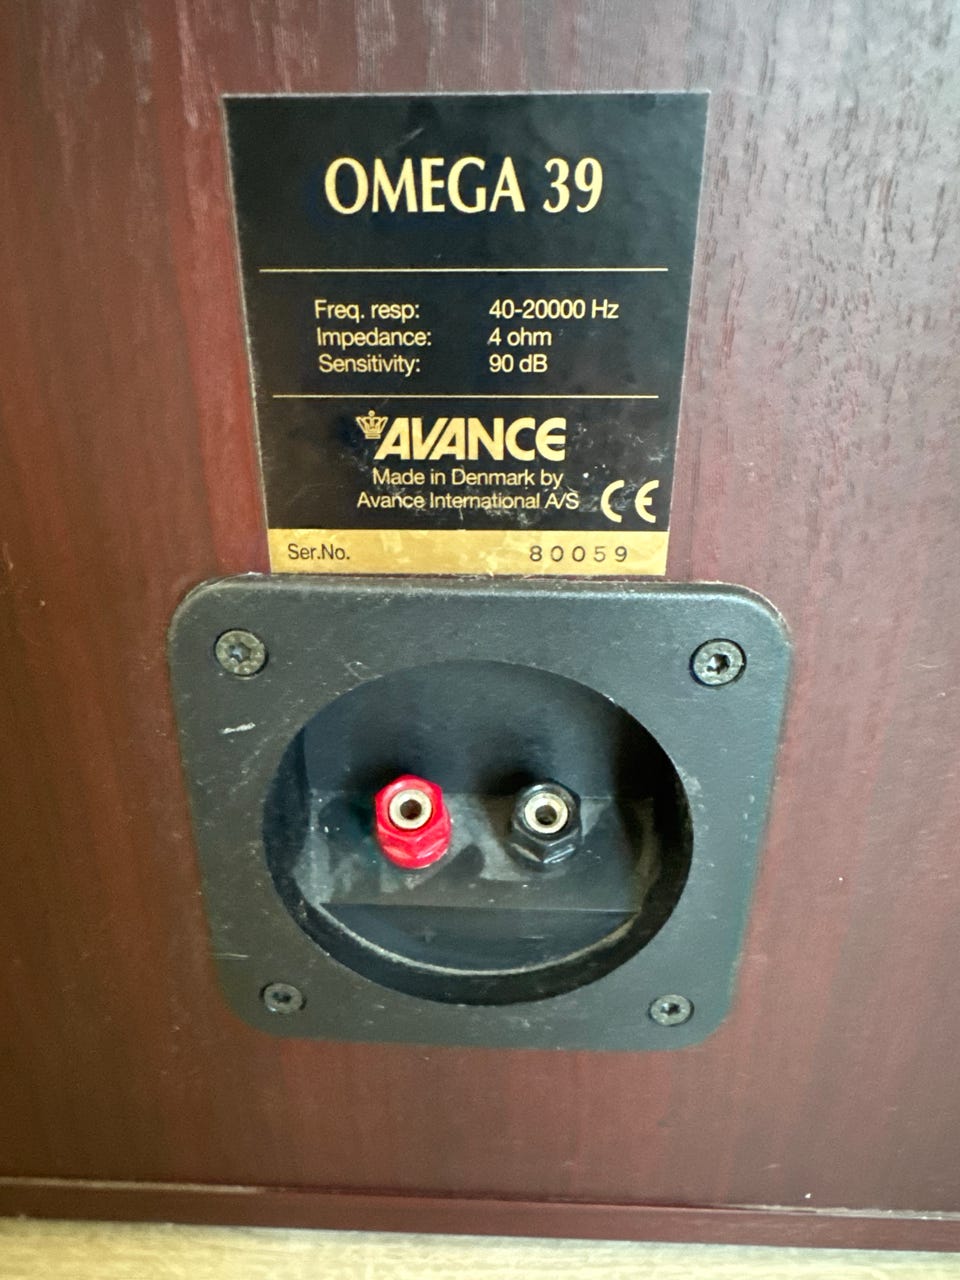 OMEGA 39
Freq. resp: 40-20000 Hz
Impedance: 4 ohm
Sensitivity: 90 dB
AVANCE
Made in Denmark by
Avance International A/S CE
Ser.No. 80059